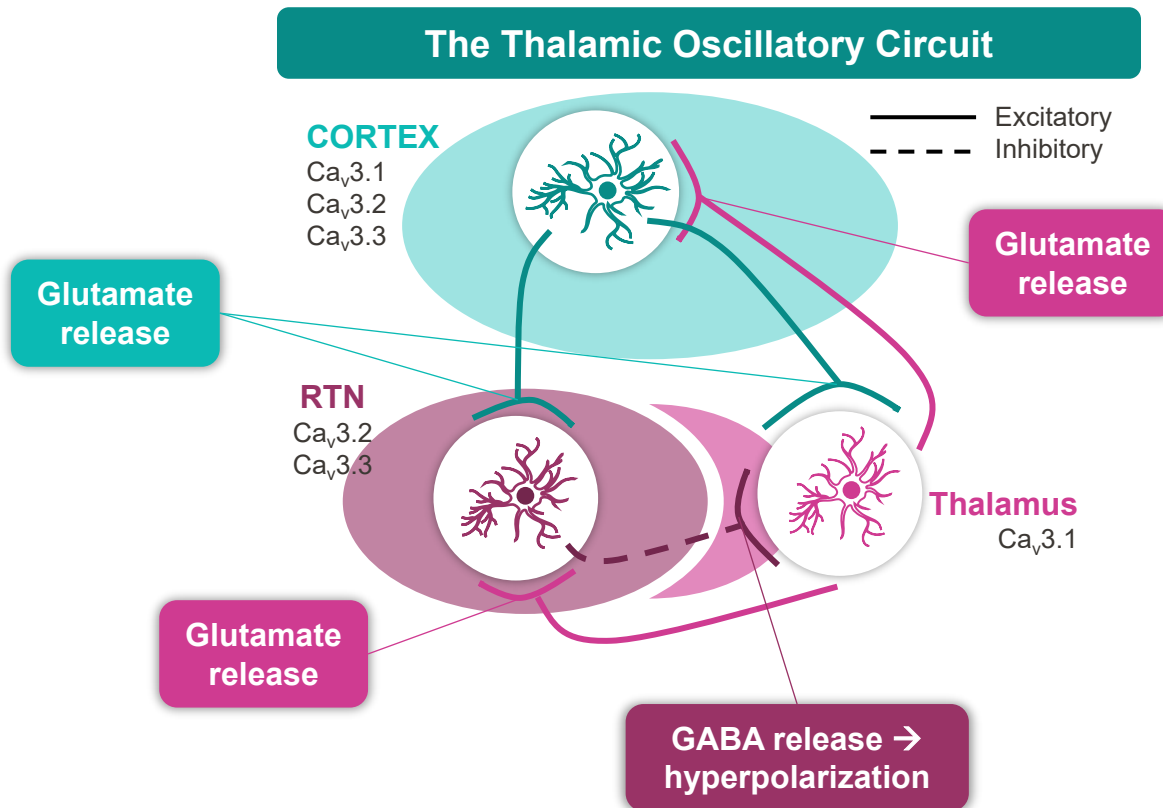 The Thalamic Oscillatory Circuit
CORTEX
Caᵥ3.1
Caᵥ3.2
Caᵥ3.3
Excitatory
Inhibitory
Glutamate
release
Glutamate
release
RTN
Caᵥ3.2
Caᵥ3.3
Thalamus
Caᵥ3.1
Glutamate
release
GABA release →
hyperpolarization